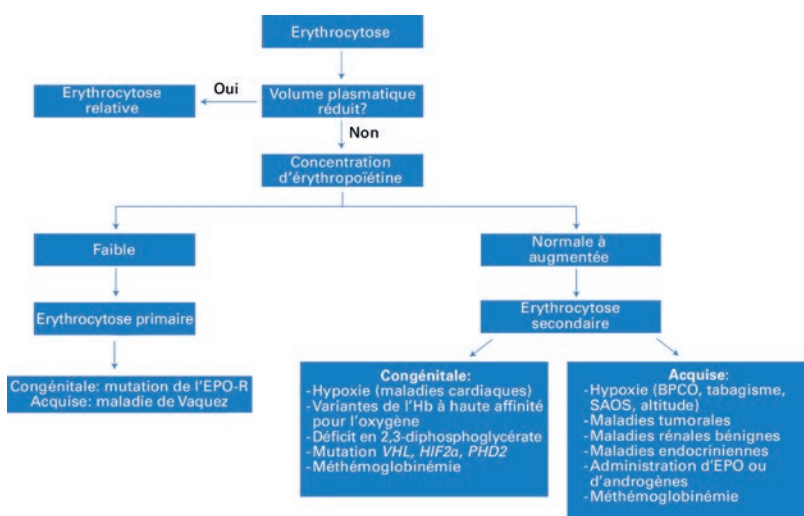 Erythrocytose
Oui
Erythrocytose
relative
Volume plasmatique
réduit?
Non
Concentration
d'érythropoïétine
Faible
Normale à
augmentée
Erythrocytose primaire
Erythrocytose
secondaire
Congénitale: mutation de l'EPO-R
Acquise: maladie de Vaquez
Congénitale:
-Hypoxie (maladies cardiaques)
-Variantes de l'Hb à haute affinité
pour l'oxygène
-Déficit en 2,3-diphosphoglycérate
-Mutation VHL, HIF2a, PHD2
-Méthémoglobinémie
Acquise:
-Hypoxie (BPCO, tabagisme,
SAOS, altitude)
-Maladies tumorales
-Maladies rénales bénignes
-Maladies endocriniennes
-Administration d'EPO ou
d'androgènes
-Méthémoglobinémie